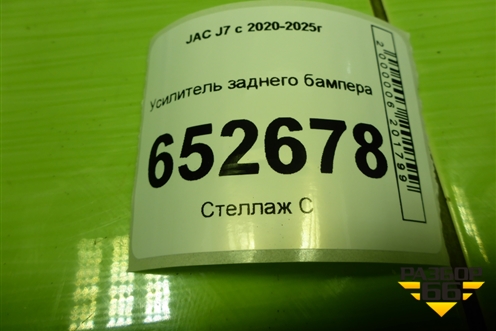 JAC J7 с 2020-2025г
Усилитель заднего бампера
652678
Стеллаж С
2000006201799
РАЗБОР
66